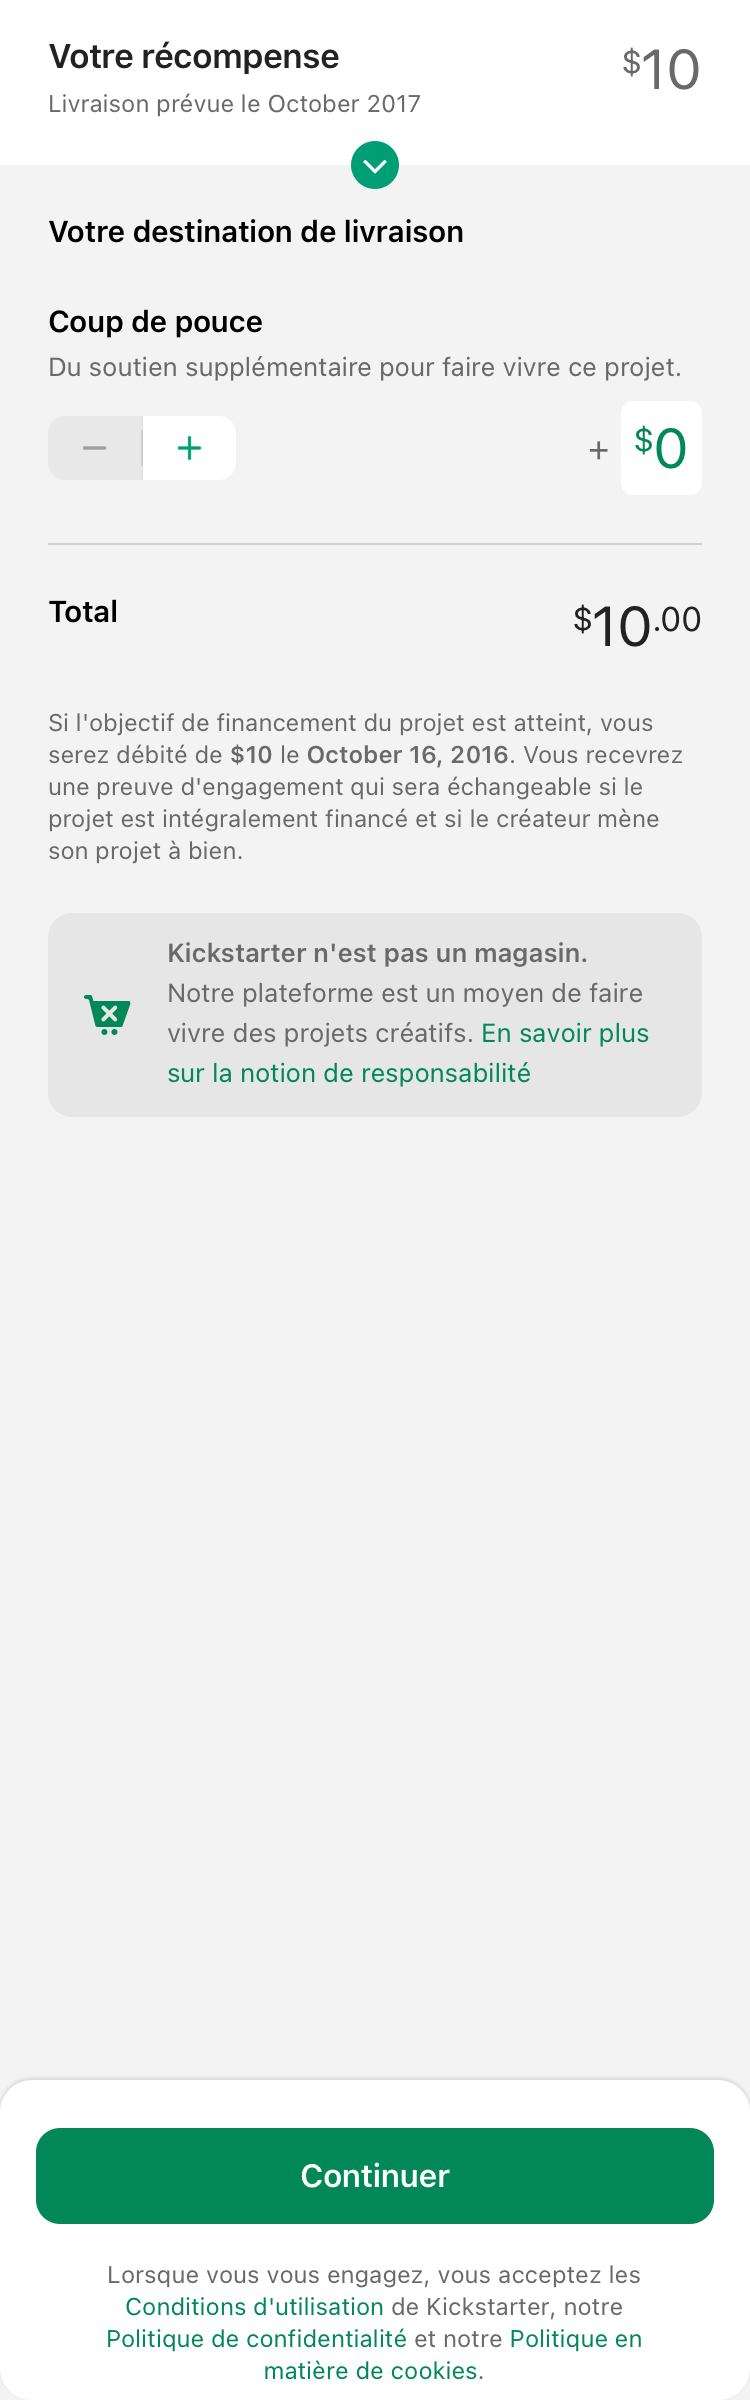 Votre récompense
$10
Livraison prévue le October 2017
Votre destination de livraison
Coup de pouce
Du soutien supplémentaire pour faire vivre ce projet.
− + + $0
Total
$10.00
Si l'objectif de financement du projet est atteint, vous
serez débité de $10 le October 16, 2016. Vous recevrez
une preuve d'engagement qui sera échangeable si le
projet est intégralement financé et si le créateur mène
son projet à bien.
Kickstarter n'est pas un magasin.
Notre plateforme est un moyen de faire
vivre des projets créatifs. En savoir plus
sur la notion de responsabilité
Continuer
Lorsque vous vous engagez, vous acceptez les
Conditions d'utilisation de Kickstarter, notre
Politique de confidentialité et notre Politique en
matière de cookies.